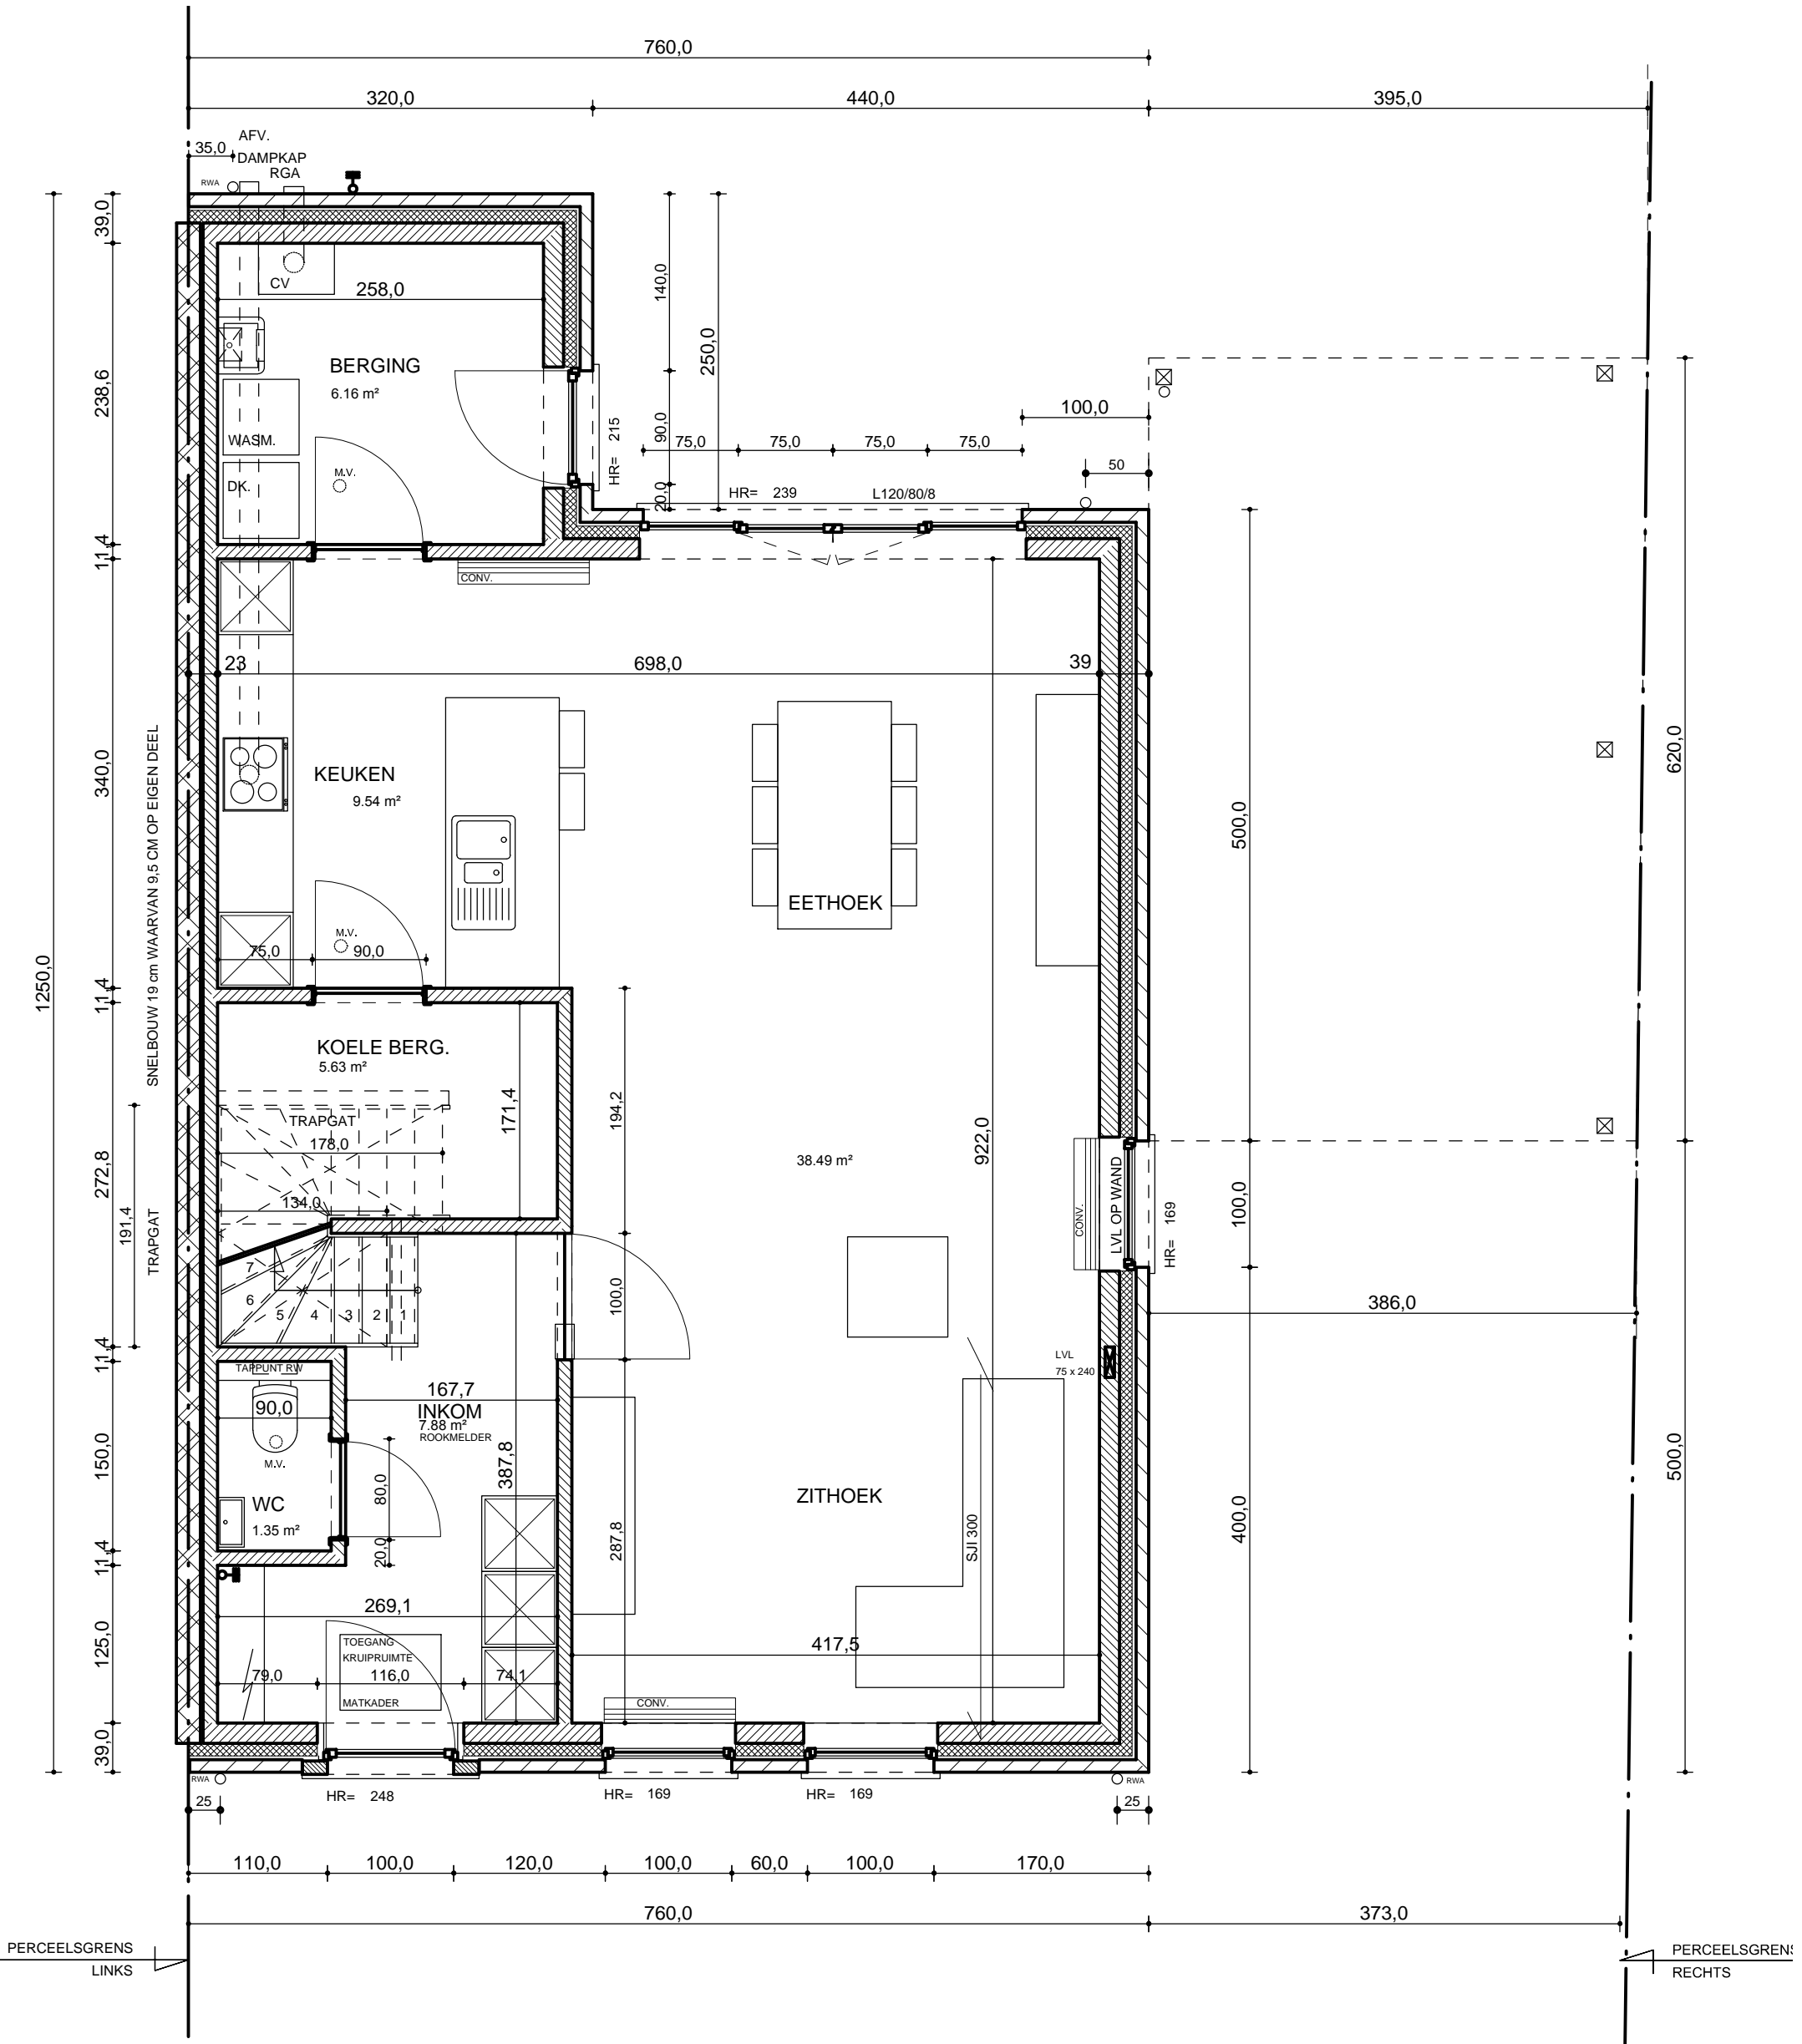 760,0
320,0
440,0
395,0
AFV.
35,0
DAMPKAP
RGA
RWA
39,0
CV
258,0
140,0
250,0
BERGING
6.16 m²
238,6
WASM.
DK.
M.V.
HR= 215
90,0
20,0
100,0
75,0
75,0
75,0
75,0
50
HR= 239
L120/80/8
11,4
CONV.
23
698,0
39
SNELBOUW 19 cm WAARVAN 9,5 CM OP EIGEN DEEL
340,0
KEUKEN
9.54 m²
EETHOEK
500,0
620,0
M.V.
75,0
90,0
1250,0
11,4
KOELE BERG.
5.63 m²
171,4
194,2
922,0
TRAPGAT
178,0
38.49 m²
272,8
191,4
TRAPGAT
134,0
CONV.
LVL OP WAND
HR= 169
100,0
7
6
5
4
3
2
1
100,0
386,0
11,4
TAPPUNT RW
LVL
75 x 240
90,0
167,7
INKOM
7.88 m²
ROOKMELDER
387,8
150,0
M.V.
80,0
WC
1.35 m²
20,0
287,8
ZITHOEK
SJI 300
400,0
500,0
11,4
269,1
125,0
TOEGANG
KRUIPRUIMTE
417,5
79,0
116,0
74,1
MATKADER
CONV.
39,0
RWA
RWA
HR= 248
HR= 169
HR= 169
25
25
110,0
100,0
120,0
100,0
60,0
100,0
170,0
760,0
373,0
PERCEELSGRENS
LINKS
PERCEELSGRENS
RECHTS